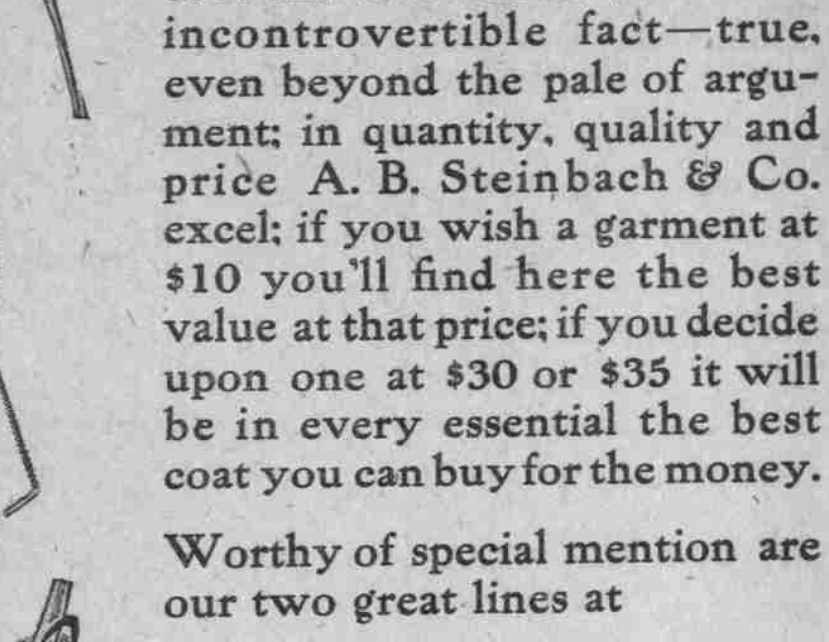 incontrovertible fact—true,
even beyond the pale of argu-
ment; in quantity, quality and
price A. B. Steinbach & Co.
excel; if you wish a garment at
$10 you'll find here the best
value at that price; if you decide
upon one at $30 or $35 it will
be in every essential the best
coat you can buy for the money.
Worthy of special mention are
our two great lines at